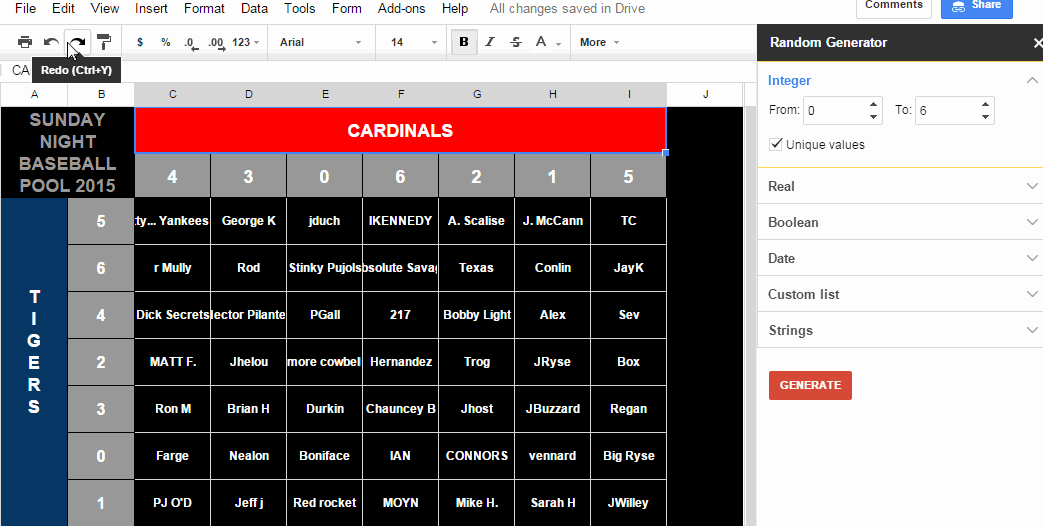 File Edit View Insert Format Data Tools Form Add-ons Help All changes saved in Drive Comments Share
$ % .0 .00 123 Arial 14 B I S A More Random Generator
CA Redo (Ctrl+Y)
Integer
From: 0 To: 6
Unique values
Real
Boolean
Date
Custom list
Strings
GENERATE
A B C D E F G H I J
SUNDAY
NIGHT
BASEBALL
POOL 2015
CARDINALS
4 3 0 6 2 1 5
TIGERS
5 ty... Yankees George K jduch IKENNEDY A. Scalise J. McCann TC
6 r Mully Rod Stinky Pujols bsolute Savag Texas Conlin JayK
4 Dick Secrets lector Pilante PGall 217 Bobby Light Alex Sev
2 MATT F. Jhelou more cowbel Hernandez Trog JRyse Box
3 Ron M Brian H Durkin Chauncey B Jhost JBuzzard Regan
0 Farge Nealon Boniface IAN CONNORS vennard Big Ryse
1 PJ O'D Jeff j Red rocket MOYN Mike H. Sarah H JWilley